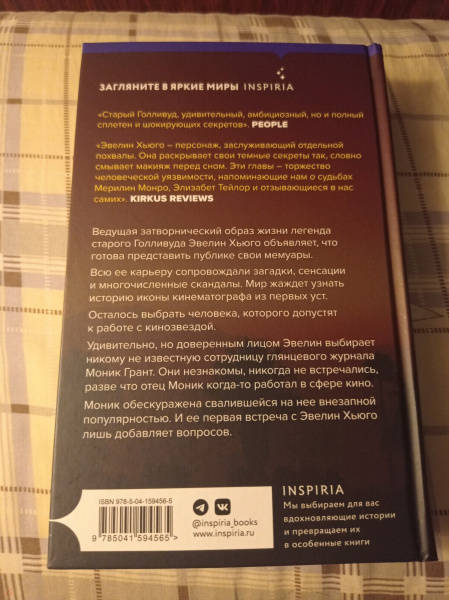 ЗАГЛЯНИТЕ В ЯРКИЕ МИРЫ INSPIRIA
«Старый Голливуд, удивительный, амбициозный, но и полный
сплетен и шокирующих секретов». PEOPLE
«Эвелин Хьюго – персонаж, заслуживающий отдельной
похвалы. Она раскрывает свои темные секреты так, словно
смывает макияж перед сном. Эти главы – торжество
человеческой уязвимости, напоминающие нам о судьбах
Мерилин Монро, Элизабет Тейлор и отзывающиеся в нас
самих». KIRKUS REVIEWS
Ведущая затворнический образ жизни легенда
старого Голливуда Эвелин Хьюго объявляет, что
готова представить публике свои мемуары.
Всю ее карьеру сопровождали загадки, сенсации
и многочисленные скандалы. Мир жаждет узнать
историю иконы кинематографа из первых уст.
Осталось выбрать человека, которого допустят
к работе с кинозвездой.
Удивительно, но доверенным лицом Эвелин выбирает
никому не известную сотрудницу глянцевого журнала
Моник Грант. Они незнакомы, никогда не встречались,
разве что отец Моник когда-то работал в сфере кино.
Моник обескуражена свалившейся на нее внезапной
популярностью. И ее первая встреча с Эвелин Хьюго
лишь добавляет вопросов.
ISBN 978-5-04-159456-5
9 785041 594565 >
@inspiria_books
www.inspiria.ru
INSPIRIA
Мы выбираем для вас
вдохновляющие истории
и превращаем их
в особенные книги